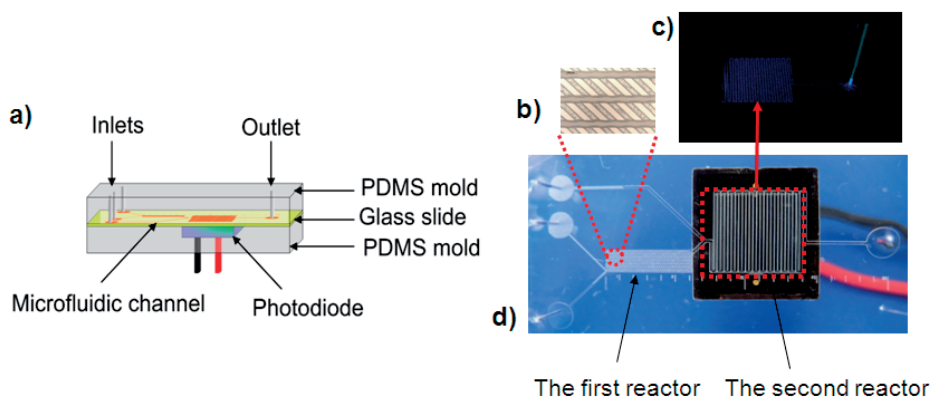 a)
Inlets
Outlet
PDMS mold
Glass slide
PDMS mold
Microfluidic channel
Photodiode
b)
c)
d)
The first reactor
The second reactor